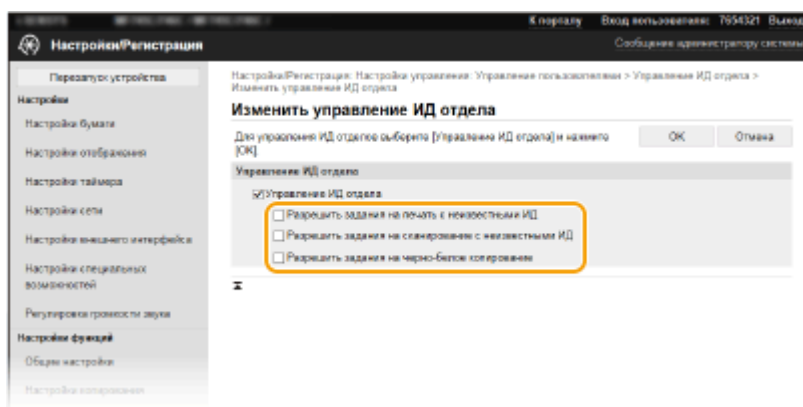 К порталу Вход пользователя: 7654321 Выход
Настройки/Регистрация Сообщение администратору системы
Перезапуск устройства
Настройки
Настройки бумаги
Настройки отображения
Настройки таймера
Настройки сети
Настройки внешнего интерфейса
Настройки специальных
возможностей
Регулировка громкости звука
Настройки функций
Общие настройки
Настройки копирования
Настройки/Регистрация: Настройки управления: Управление пользователями > Управление ИД отдела >
Изменить управление ИД отдела
Изменить управление ИД отдела
Для управления ИД отделов выберите [Управление ИД отдела] и нажмите
[OK].
OK Отмена
Управление ИД отдела
Управление ИД отдела
Разрешить задания на печать с неизвестными ИД
Разрешить задания на сканирование с неизвестными ИД
Разрешить задания на черно-белое копирование